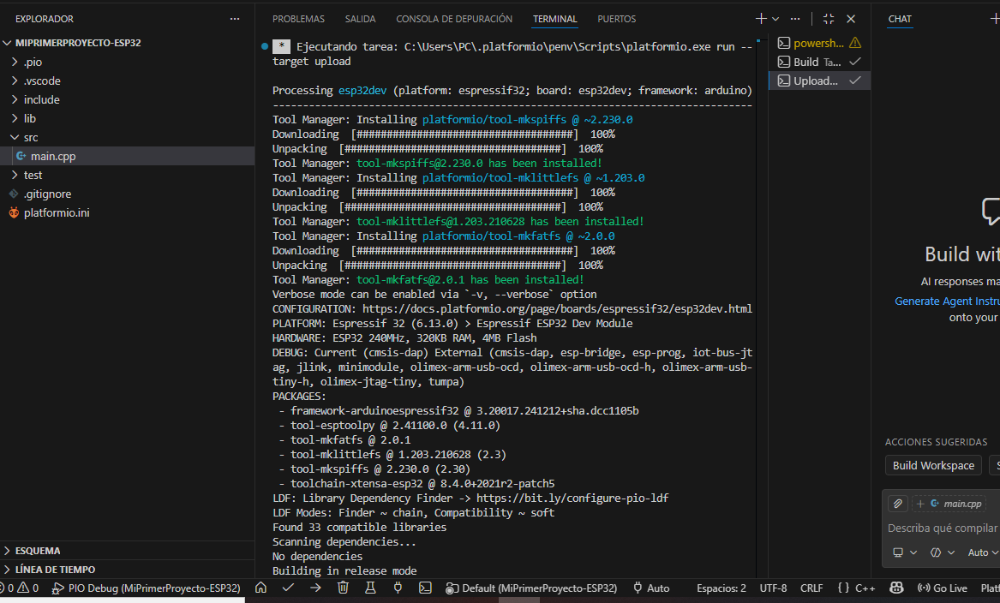 EXPLORADOR
MIPRIMERPROYECTO-ESP32
.pio
.vscode
include
lib
src
main.cpp
test
.gitignore
platformio.ini
ESQUEMA
LÍNEA DE TIEMPO
PROBLEMAS SALIDA CONSOLA DE DEPURACIÓN TERMINAL PUERTOS
* Ejecutando tarea: C:\Users\PC\.platformio\penv\Scripts\platformio.exe run --
target upload
Processing esp32dev (platform: espressif32; board: esp32dev; framework: arduino)
--------------------------------------------------------------------------------
Tool Manager: Installing platformio/tool-mkspiffs @ ~2.230.0
Downloading [####################################] 100%
Unpacking [####################################] 100%
Tool Manager: tool-mkspiffs@2.230.0 has been installed!
Tool Manager: Installing platformio/tool-mklittlefs @ ~1.203.0
Downloading [####################################] 100%
Unpacking [####################################] 100%
Tool Manager: tool-mklittlefs@1.203.210628 has been installed!
Tool Manager: Installing platformio/tool-mkfatfs @ ~2.0.0
Downloading [####################################] 100%
Unpacking [####################################] 100%
Tool Manager: tool-mkfatfs@2.0.1 has been installed!
Verbose mode can be enabled via `-v, --verbose` option
CONFIGURATION: https://docs.platformio.org/page/boards/espressif32/esp32dev.html
PLATFORM: Espressif 32 (6.13.0) > Espressif ESP32 Dev Module
HARDWARE: ESP32 240MHz, 320KB RAM, 4MB Flash
DEBUG: Current (cmsis-dap) External (cmsis-dap, esp-bridge, esp-prog, iot-bus-jt
ag, jlink, minimodule, olimex-arm-usb-ocd, olimex-arm-usb-ocd-h, olimex-arm-usb-
tiny-h, olimex-jtag-tiny, tumpa)
PACKAGES:
- framework-arduinoespressif32 @ 3.20017.241212+sha.dcc1105b
- tool-esptoolpy @ 2.41100.0 (4.11.0)
- tool-mkfatfs @ 2.0.1
- tool-mklittlefs @ 1.203.210628 (2.3)
- tool-mkspiffs @ 2.230.0 (2.30)
- toolchain-xtensa-esp32 @ 8.4.0+2021r2-patch5
LDF: Library Dependency Finder -> https://bit.ly/configure-pio-ldf
LDF Modes: Finder ~ chain, Compatibility ~ soft
Found 33 compatible libraries
Scanning dependencies...
No dependencies
Building in release mode
powersh...
Build Ta...
Upload...
CHAT
Build wit
AI responses ma
Generate Agent Instru
onto your
ACCIONES SUGERIDAS
Build Workspace S
+ main.cpp
Describa qué compilar
Auto
0 0 PIO Debug (MiPrimerProyecto-ESP32) Default (MiPrimerProyecto-ESP32) Auto Espacios: 2 UTF-8 CRLF {} C++ Go Live Platf